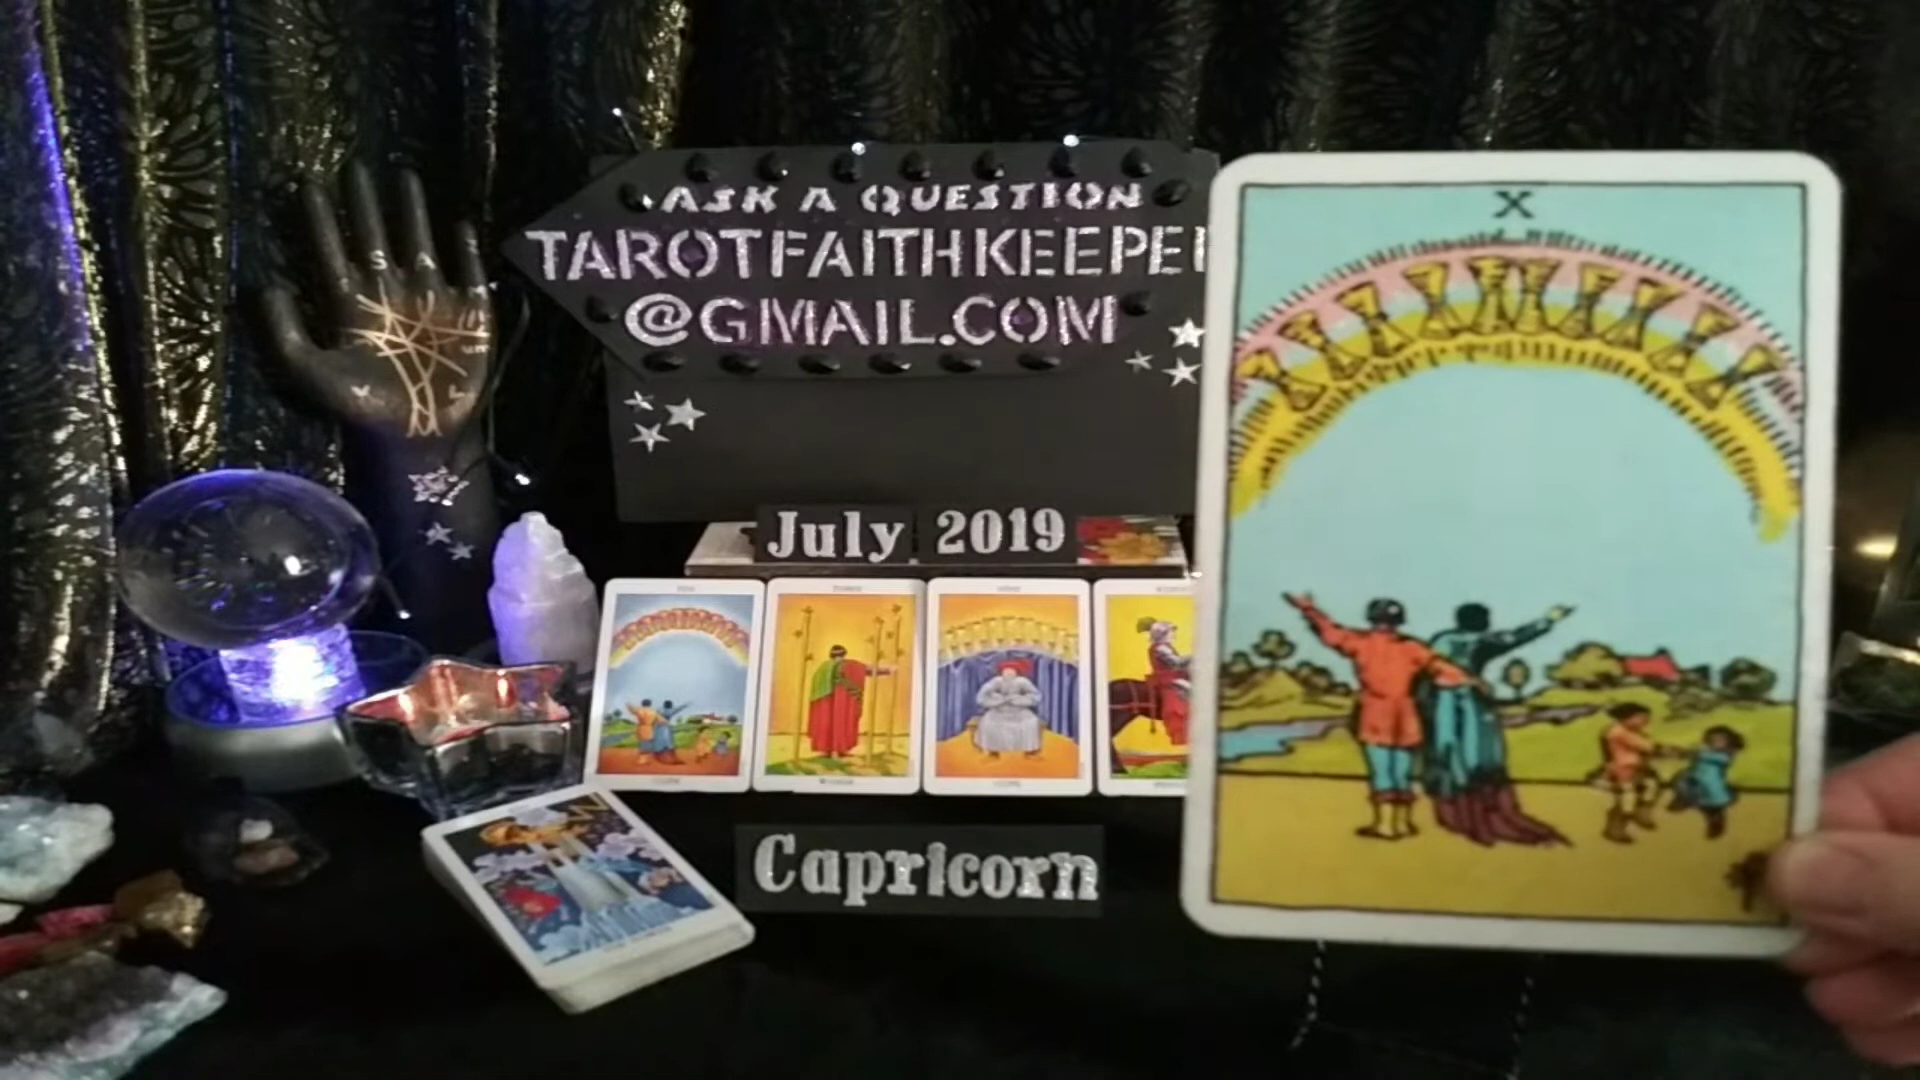 ASK A QUESTION
TAROTFAITHKEEPE
@GMAIL.COM
X
S A
July 2019
Capricorn